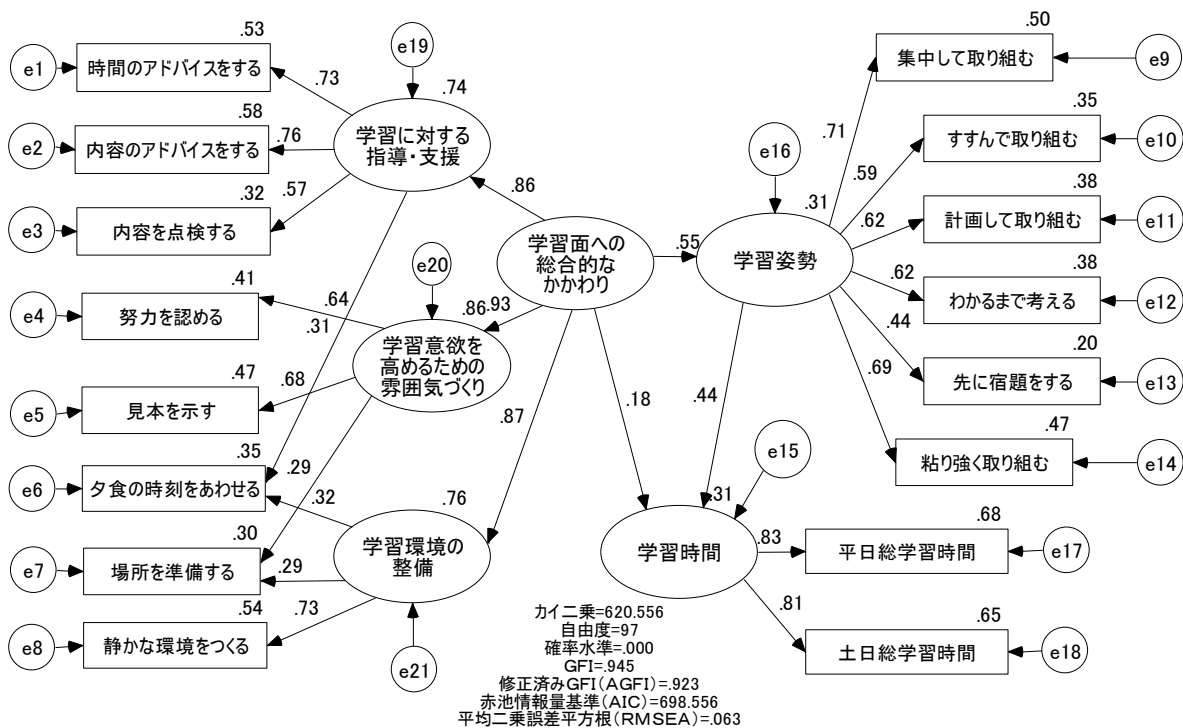 .53
e1
時間のアドバイスをする
.73
e19
.74
.58
e2
内容のアドバイスをする
.76
学習に対する
指導・支援
.32
.57
e3
内容を点検する
.86
.41
e4
努力を認める
.64
.31
e20
.86
.93
学習意欲を
高めるための
雰囲気づくり
.47
e5
見本を示す
.68
学習面への
総合的な
かかわり
.55
.35
e6
夕食の時刻をあわせる
.29
.32
.87
.18
.30
e7
場所を準備する
.29
.76
学習環境の
整備
.54
e8
静かな環境をつくる
.73
e21
e16
.31
学習姿勢
.50
集中して取り組む
e9
.71
.35
すすんで取り組む
e10
.59
.38
計画して取り組む
e11
.62
.38
わかるまで考える
e12
.62
.20
先に宿題をする
e13
.44
.47
粘り強く取り組む
e14
.69
.44
e15
.31
学習時間
.83
.68
平日総学習時間
e17
.81
.65
土日総学習時間
e18
カイ二乗=620.556
自由度=97
確率水準=.000
GFI=.945
修正済みGFI(AGFI)=.923
赤池情報量基準(AIC)=698.556
平均二乗誤差平方根(RMSEA)=.063